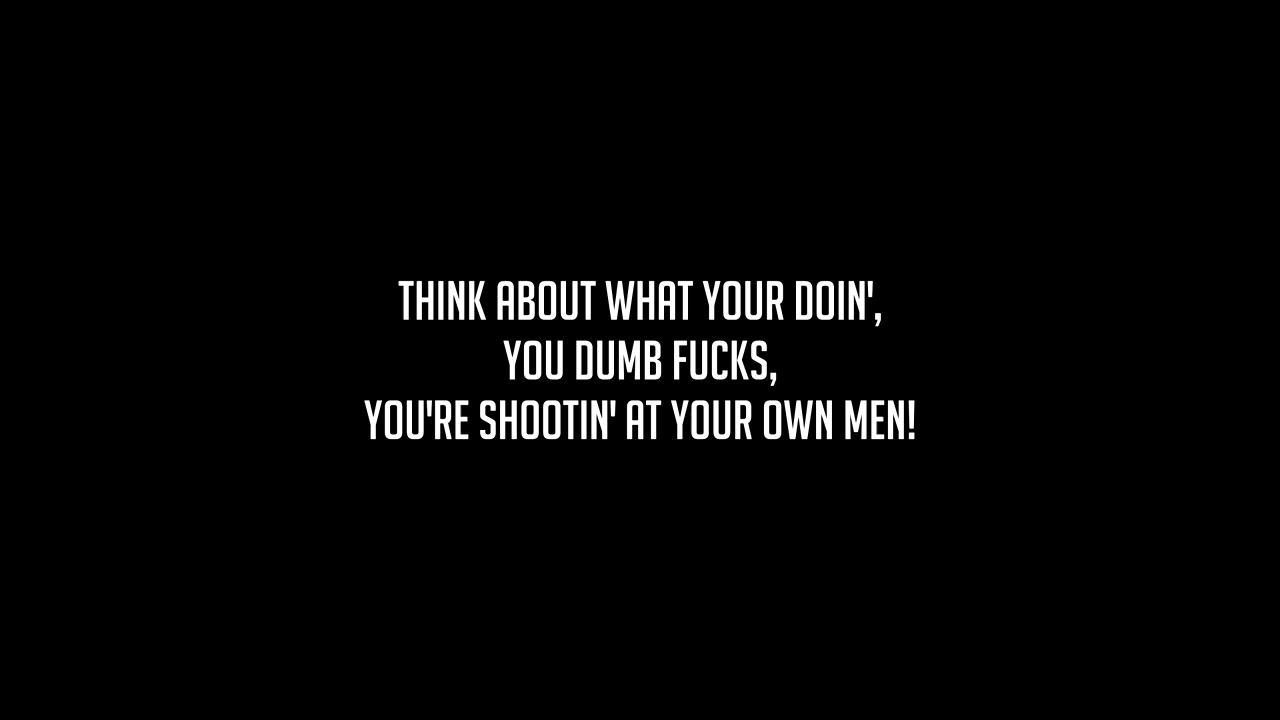 THINK ABOUT WHAT YOUR DOIN',
YOU DUMB FUCKS,
YOU'RE SHOOTIN' AT YOUR OWN MEN!